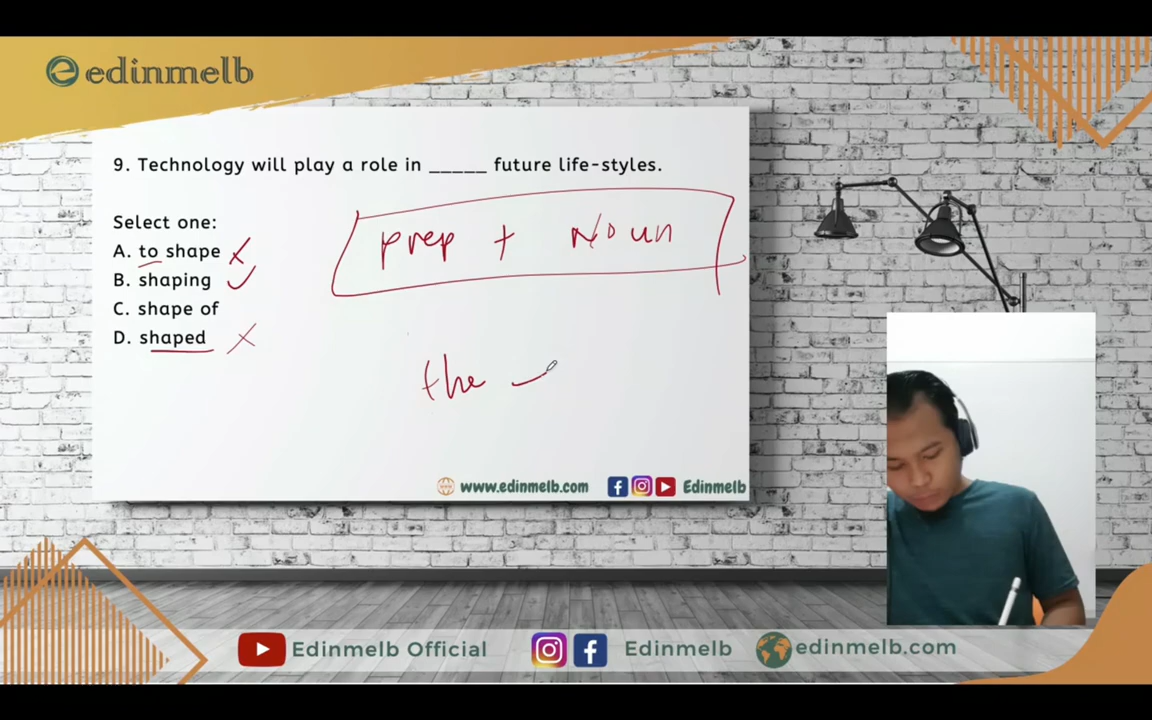 edinmelb
9. Technology will play a role in _____ future life-styles.
Select one:
A. to shape
B. shaping
C. shape of
D. shaped
prep + Noun
the
www.edinmelb.com
Edinmelb
Edinmelb Official
Edinmelb
edinmelb.com